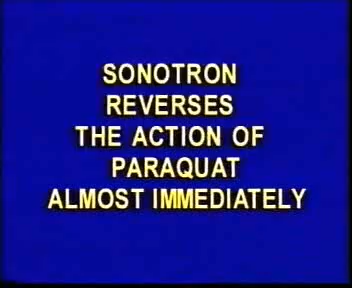 SONOTRON
REVERSES
THE ACTION OF
PARAQUAT
ALMOST IMMEDIATELY